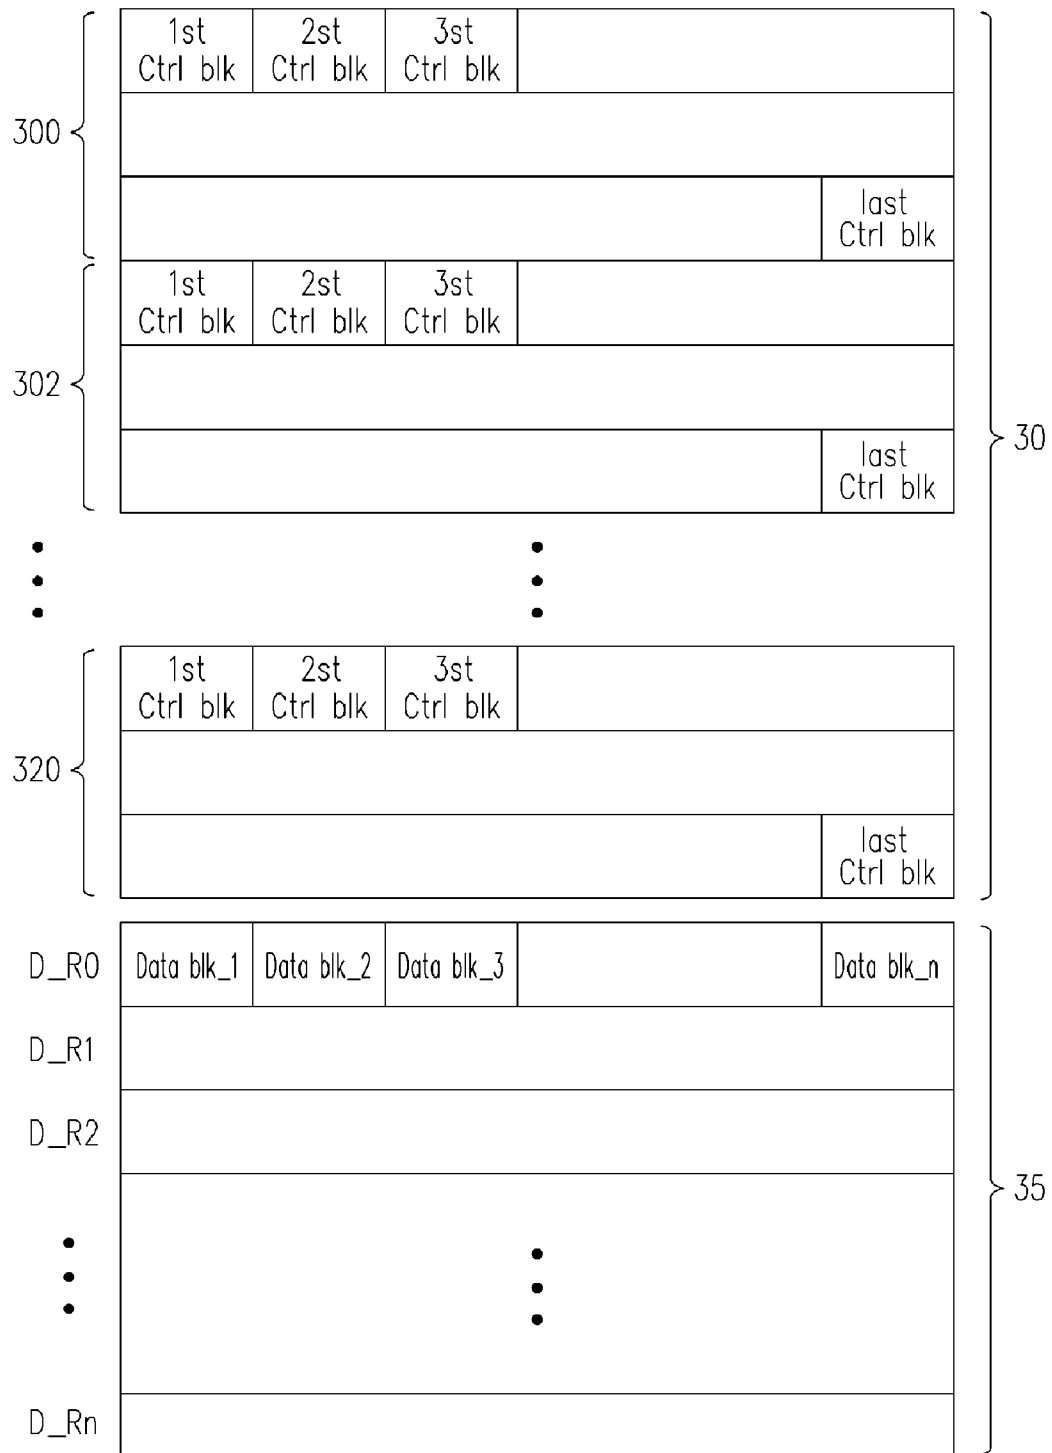 1st Ctrl blk 2st Ctrl blk 3st Ctrl blk
300
last Ctrl blk
1st Ctrl blk 2st Ctrl blk 3st Ctrl blk
302
30
last Ctrl blk
1st Ctrl blk 2st Ctrl blk 3st Ctrl blk
320
last Ctrl blk
D_R0 Data blk_1 Data blk_2 Data blk_3 Data blk_n
D_R1
D_R2
35
D_Rn